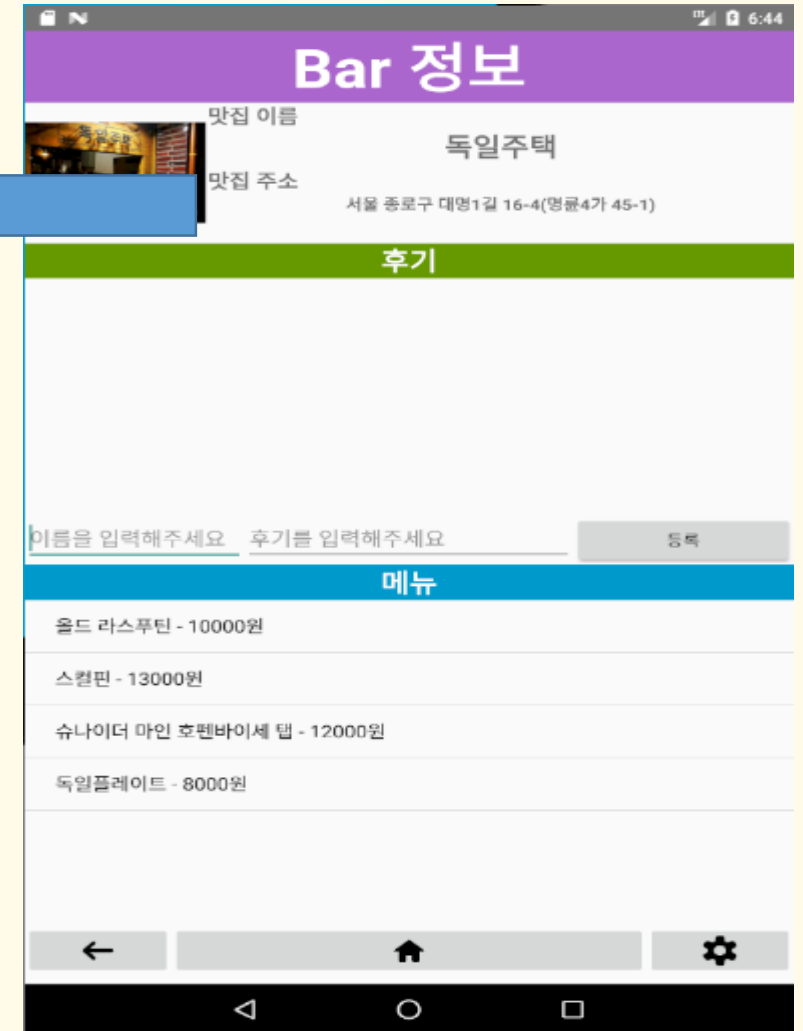 6:44
Bar 정보
맛집 이름
독일주택
독일주택
맛집 주소
서울 종로구 대명1길 16-4(명륜4가 45-1)
후기
이름을 입력해주세요 후기를 입력해주세요 등록
메뉴
올드 라스푸틴 - 10000원
스컬핀 - 13000원
슈나이더 마인 호펜바이세 탭 - 12000원
독일플레이트 - 8000원